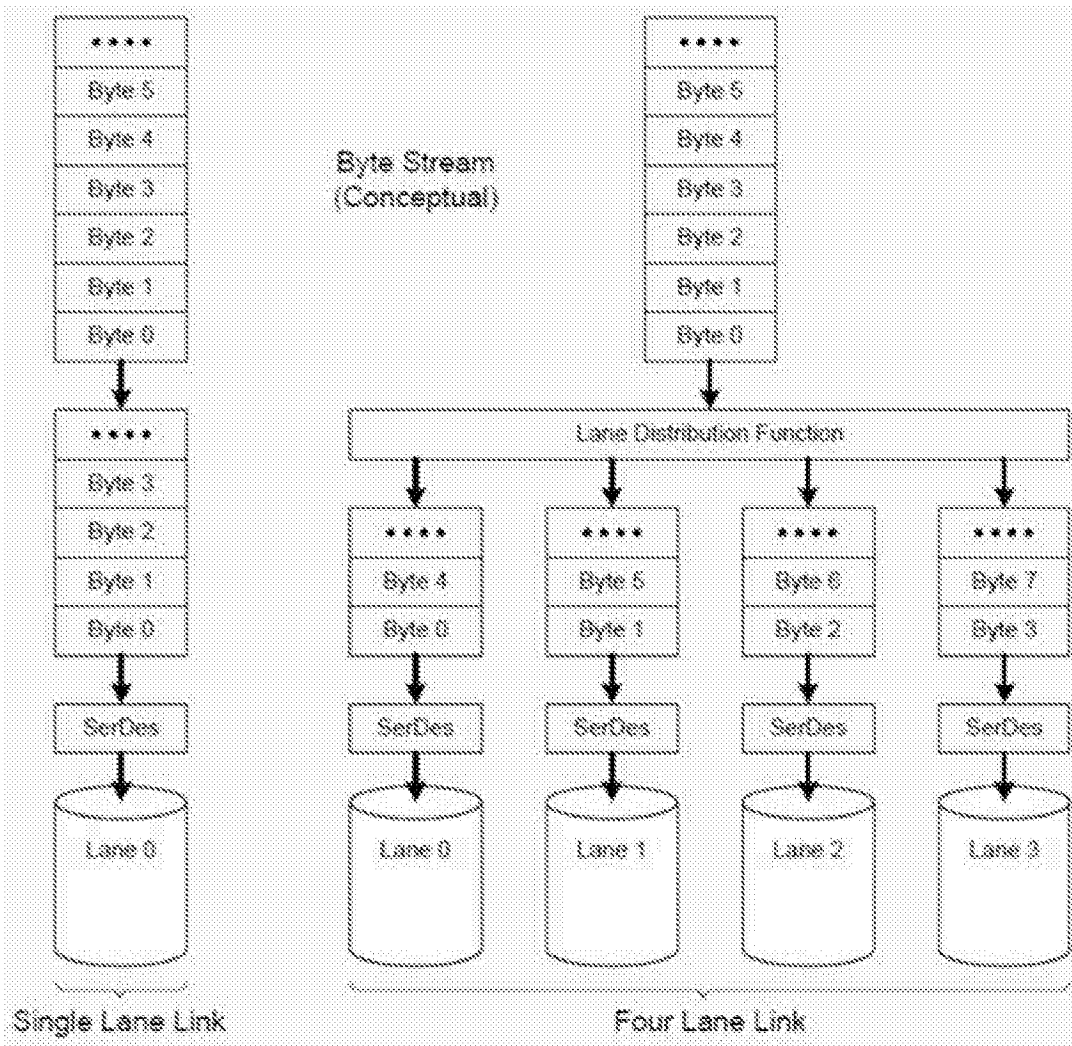 ••••
Byte 5
Byte 4
Byte 3
Byte 2
Byte 1
Byte 0
••••
Byte 5
Byte 4
Byte 3
Byte 2
Byte 1
Byte 0
Byte Stream
(Conceptual)
••••
Byte 3
Byte 2
Byte 1
Byte 0
SerDes
Lane 0
Lane Distribution Function
•••• •••• •••• ••••
Byte 4 Byte 5 Byte 6 Byte 7
Byte 0 Byte 1 Byte 2 Byte 3
SerDes SerDes SerDes SerDes
Lane 0 Lane 1 Lane 2 Lane 3
Single Lane Link
Four Lane Link